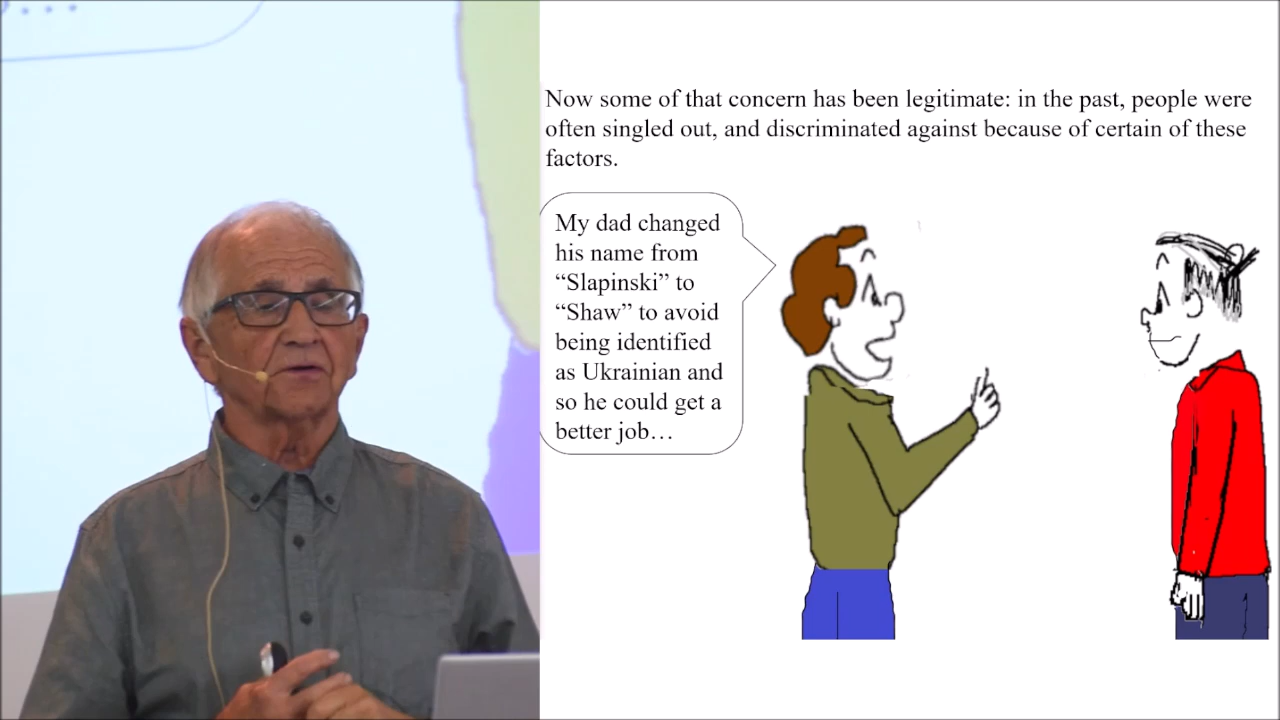 Now some of that concern has been legitimate: in the past, people were
often singled out, and discriminated against because of certain of these
factors.
My dad changed
his name from
“Slapinski” to
“Shaw” to avoid
being identified
as Ukrainian and
so he could get a
better job…